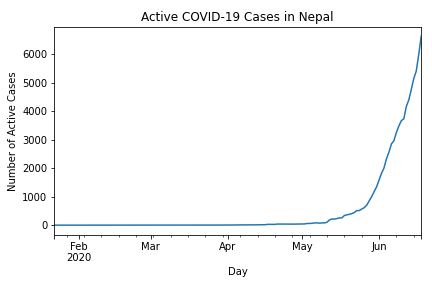 Active COVID-19 Cases in Nepal
Number of Active Cases
6000
5000
4000
3000
2000
1000
0
Feb Mar Apr May Jun
2020
Day